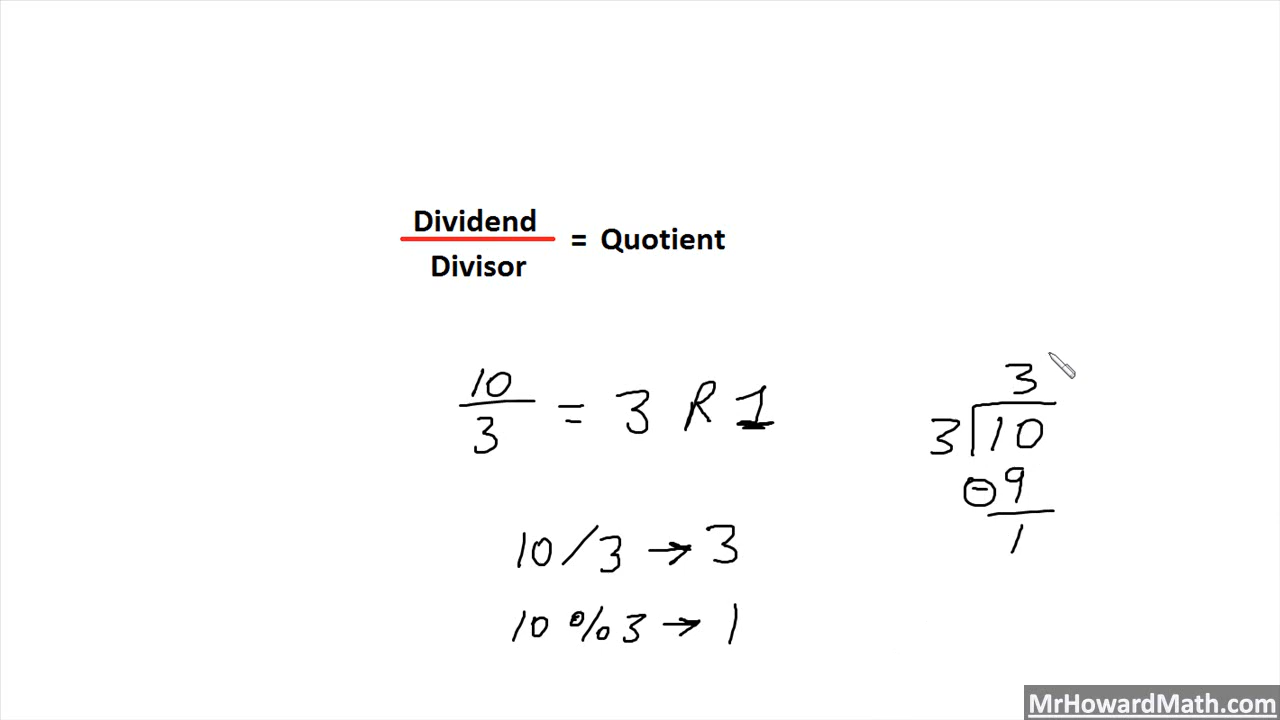 Dividend
Divisor
= Quotient
10
3
= 3 R 1
10/3 → 3
10 % 3 → 1
3
3 10
⊖ 9
1
MrHowardMath.com